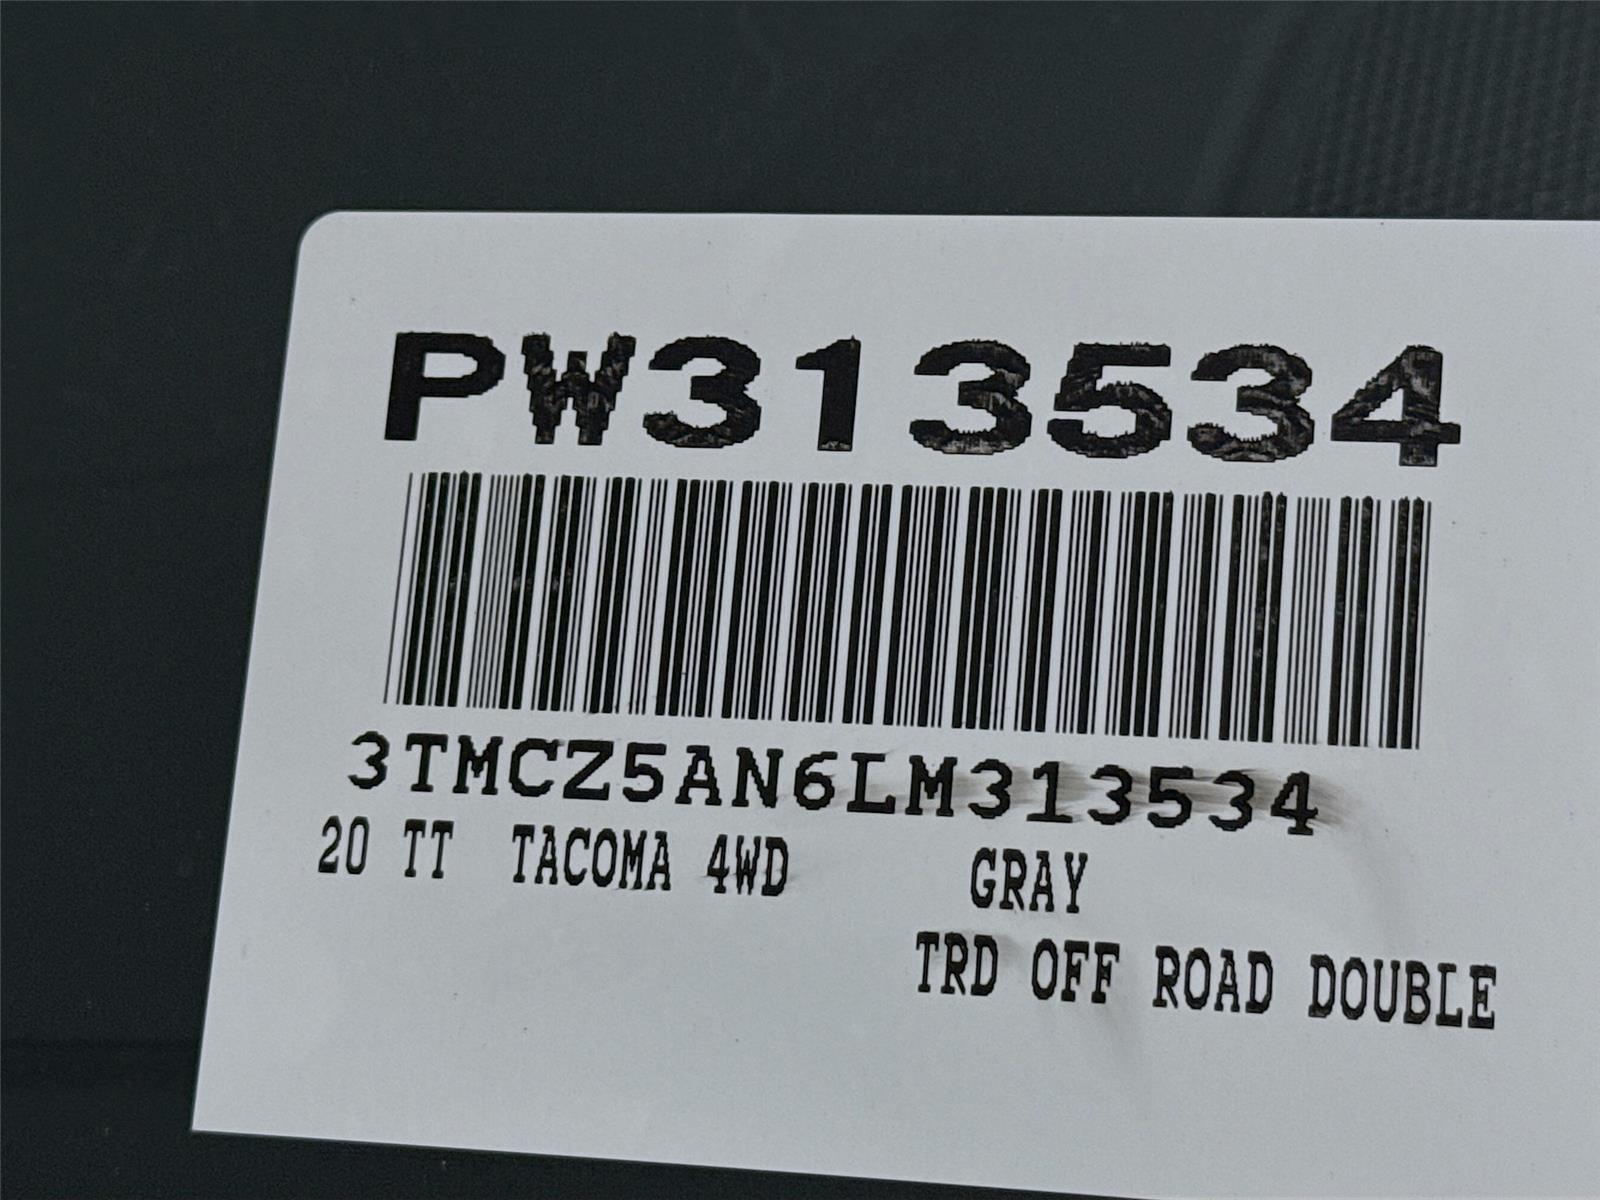 PW313534
3TMCZ5AN6LM313534
20 TT TACOMA 4WD GRAY
TRD OFF ROAD DOUBLE